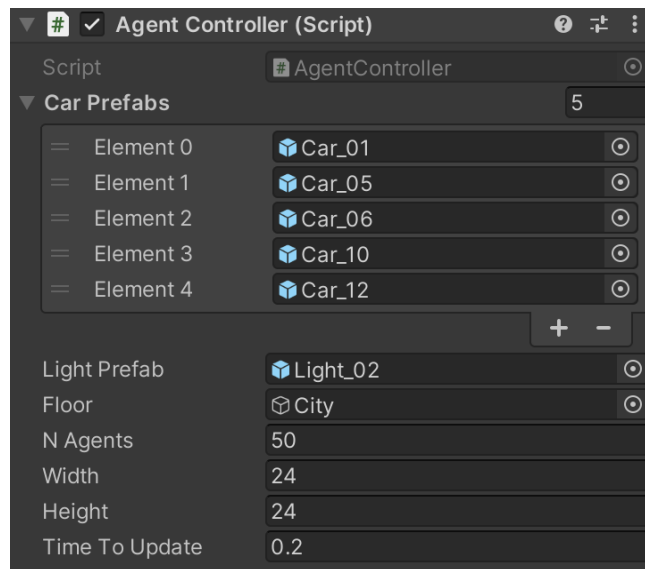 # Agent Controller (Script)
Script # AgentController
Car Prefabs 5
Element 0 Car_01
Element 1 Car_05
Element 2 Car_06
Element 3 Car_10
Element 4 Car_12
+ −
Light Prefab Light_02
Floor City
N Agents 50
Width 24
Height 24
Time To Update 0.2